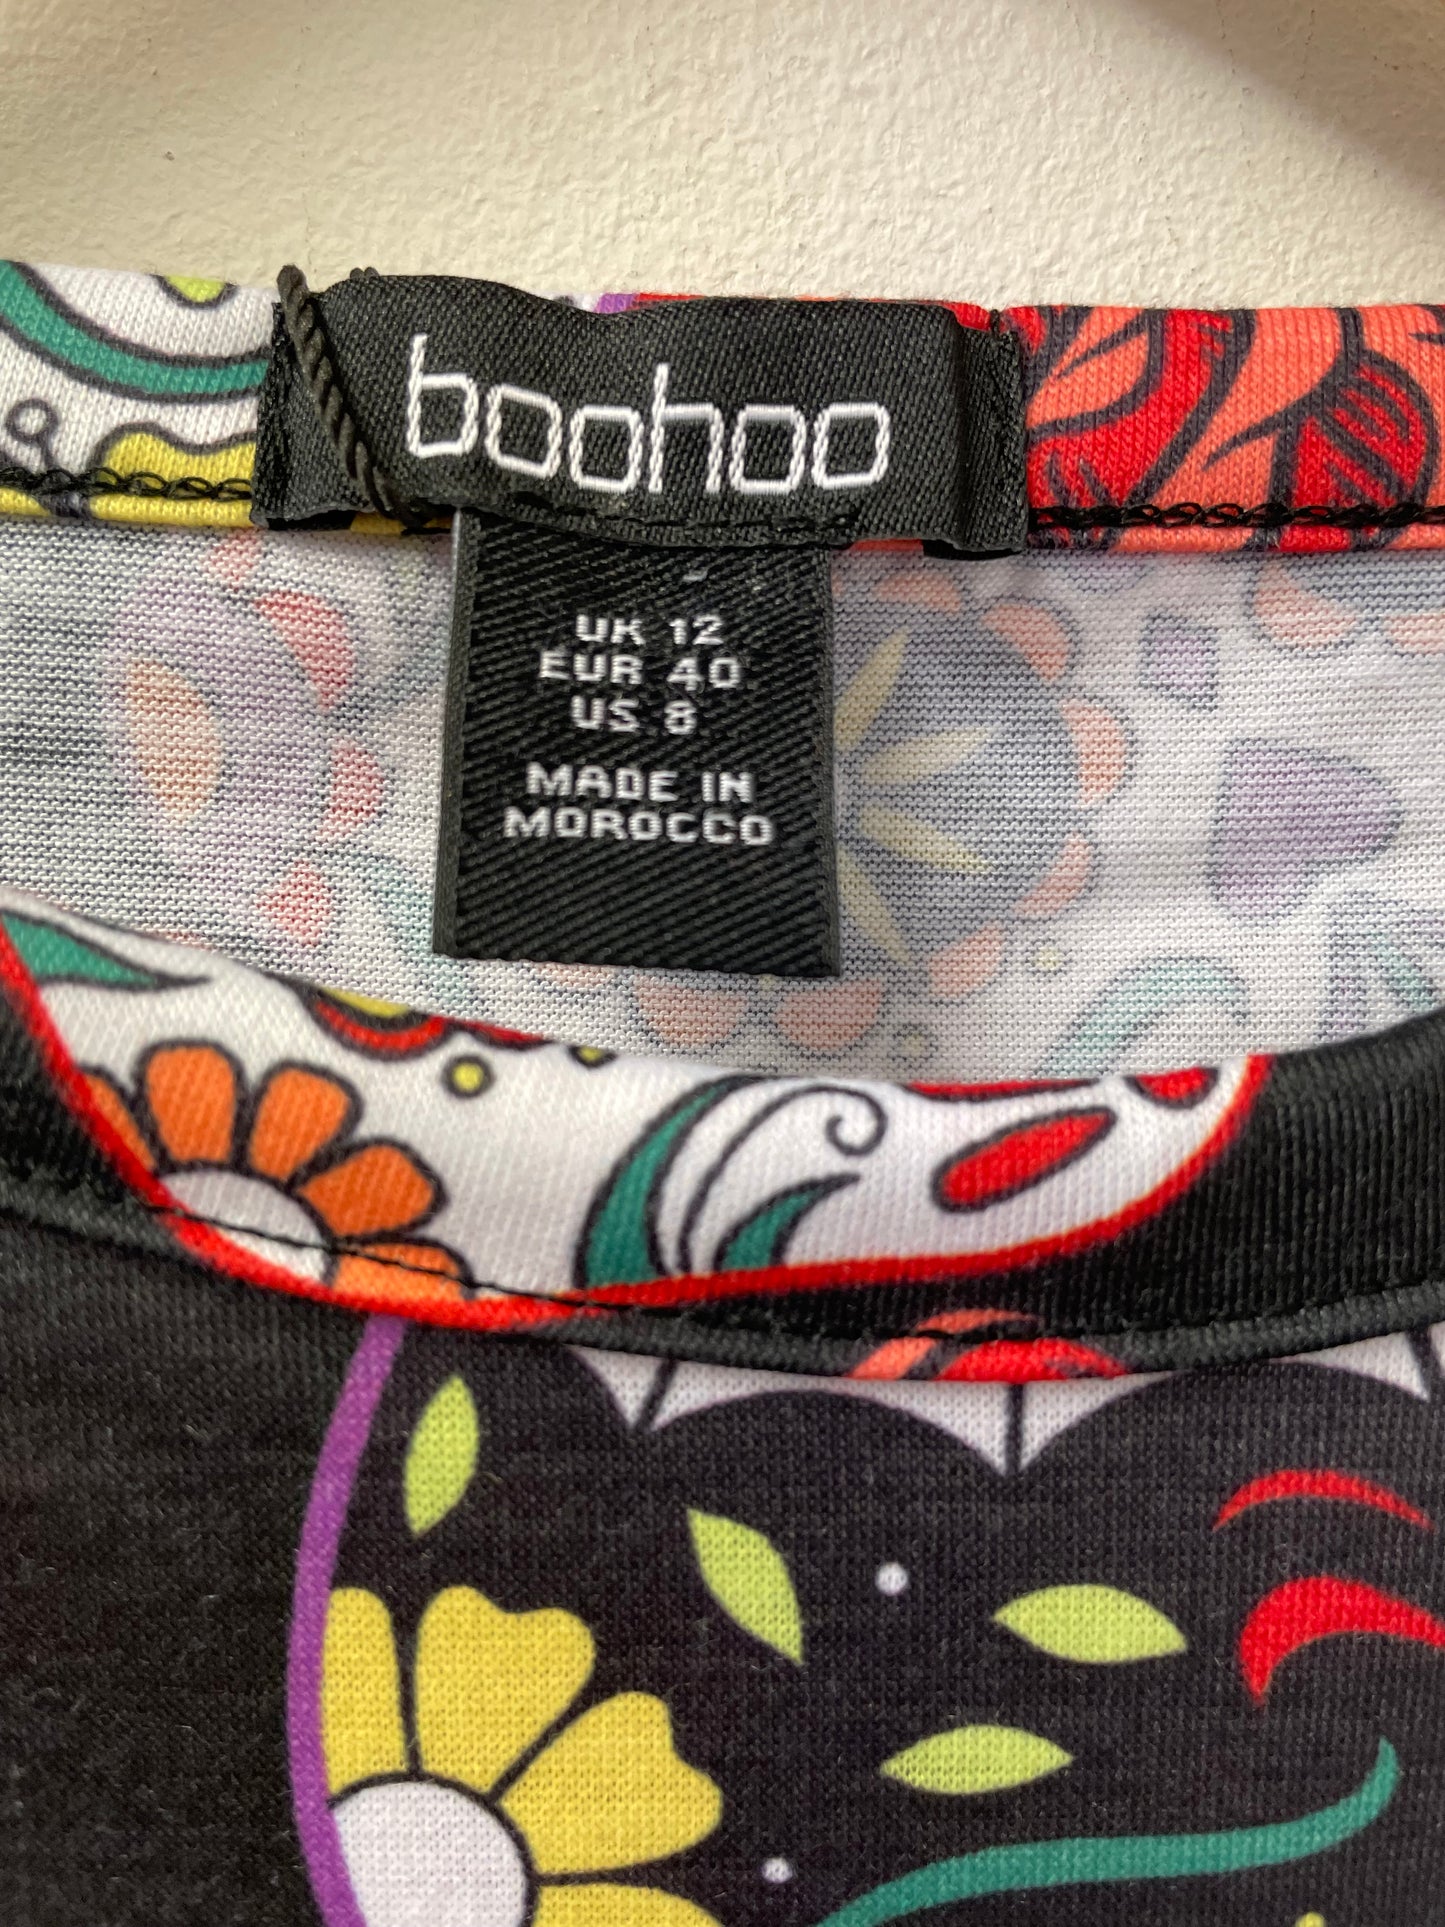 boohoo
UK 12
EUR 40
US 8
MADE IN
MOROCCO